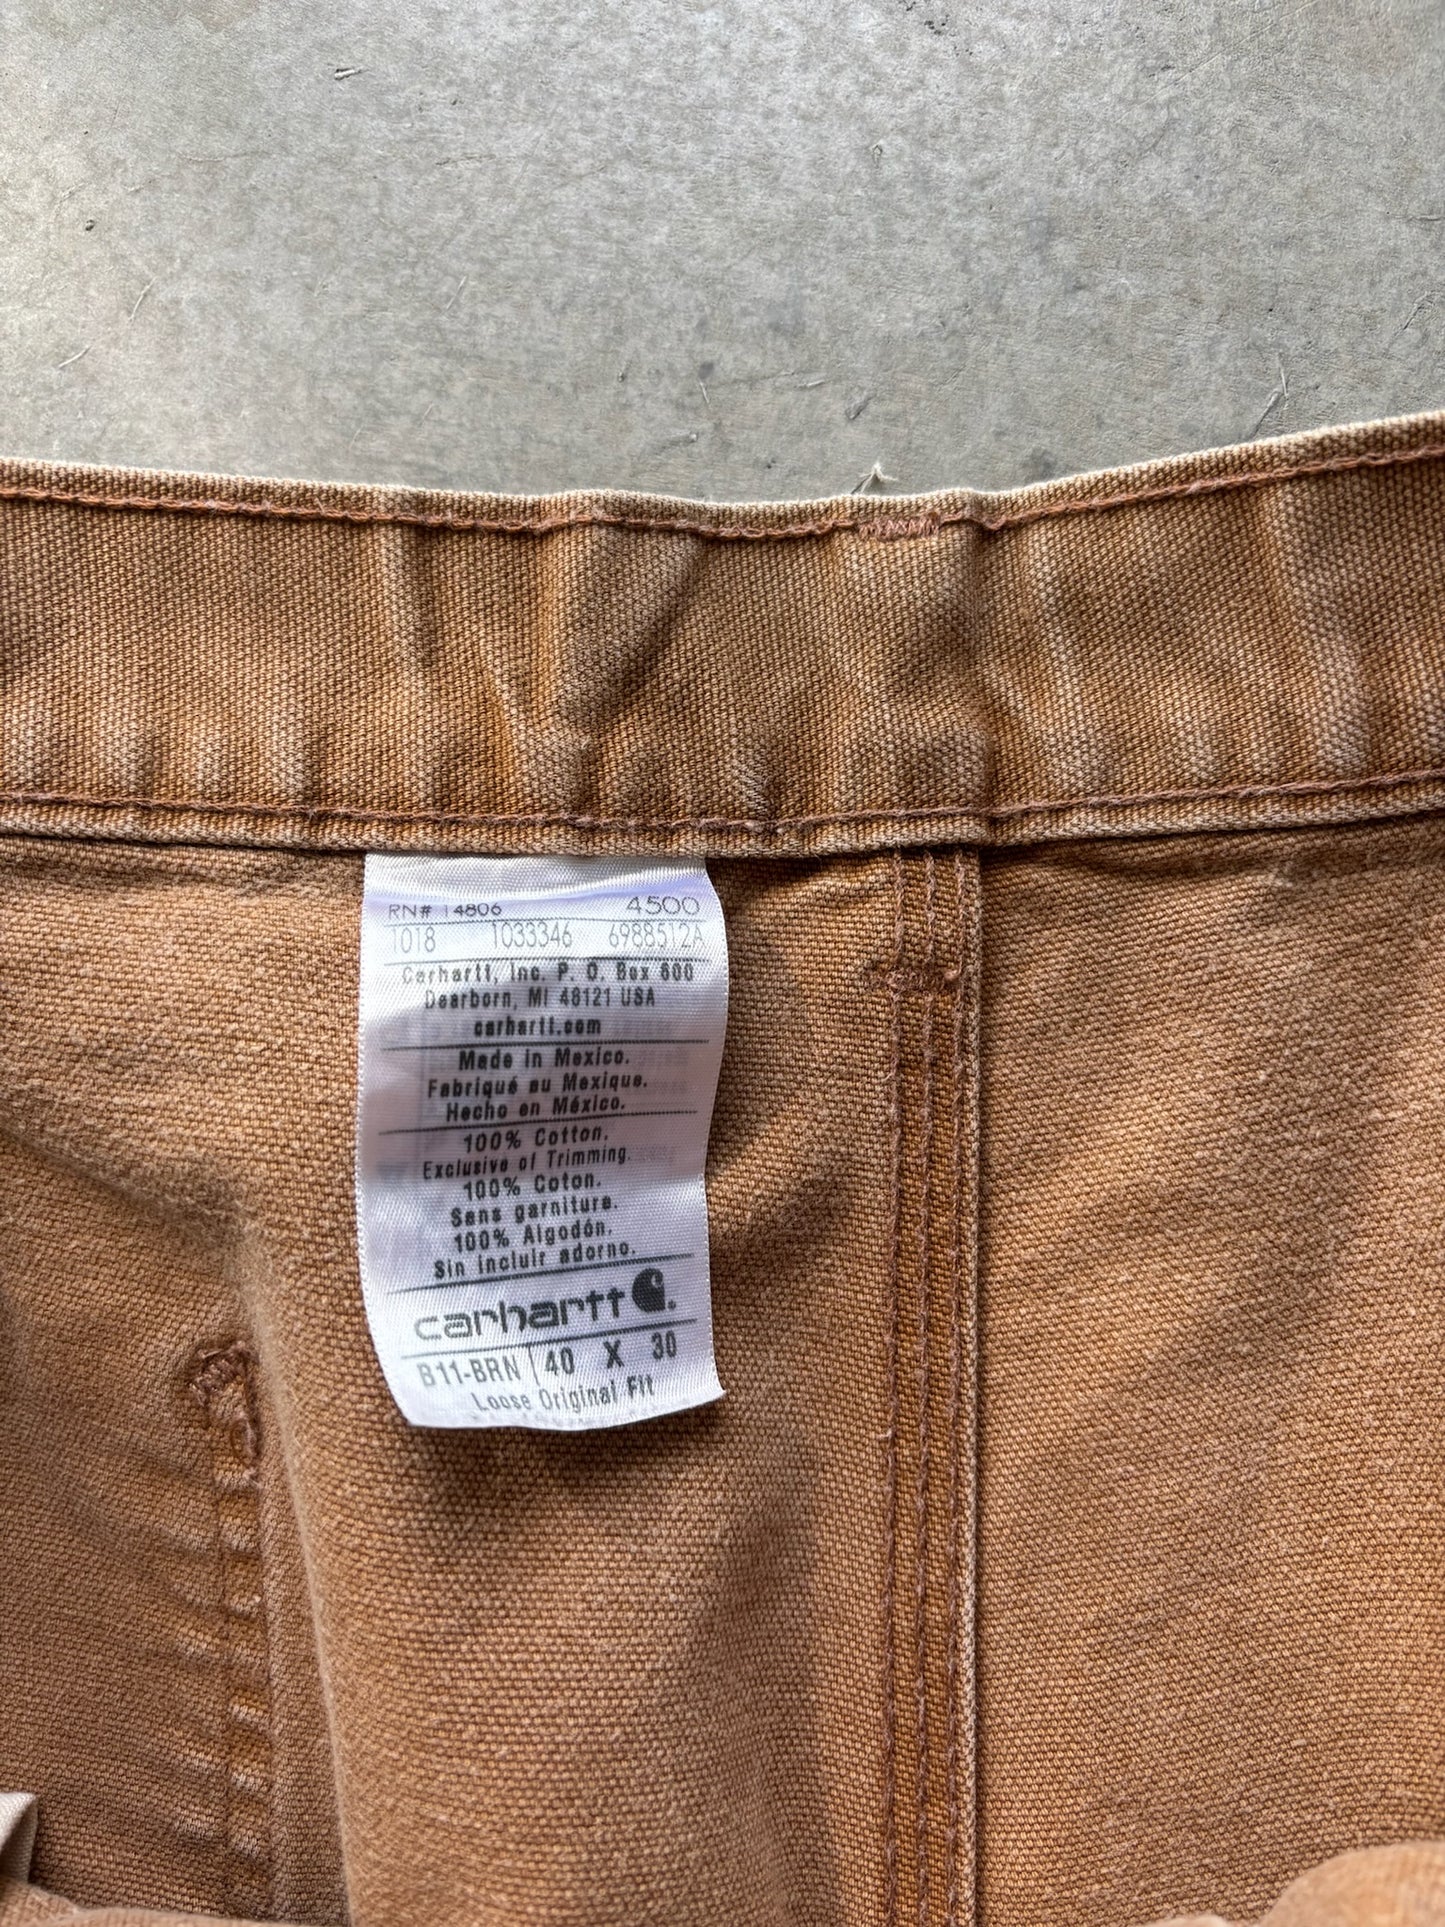 RN# 14806 4500
1018 1033346 6988512A
Carhartt, Inc. P. O. Box 600
Dearborn, MI 48121 USA
carhartt.com
Made in Mexico.
Fabriqué au Mexique.
Hecho en México.
100% Cotton.
Exclusive of Trimming.
100% Coton.
Sans garniture.
100% Algodón.
Sin incluir adorno.
carhartt
B11-BRN 40 X 30
Loose Original Fit